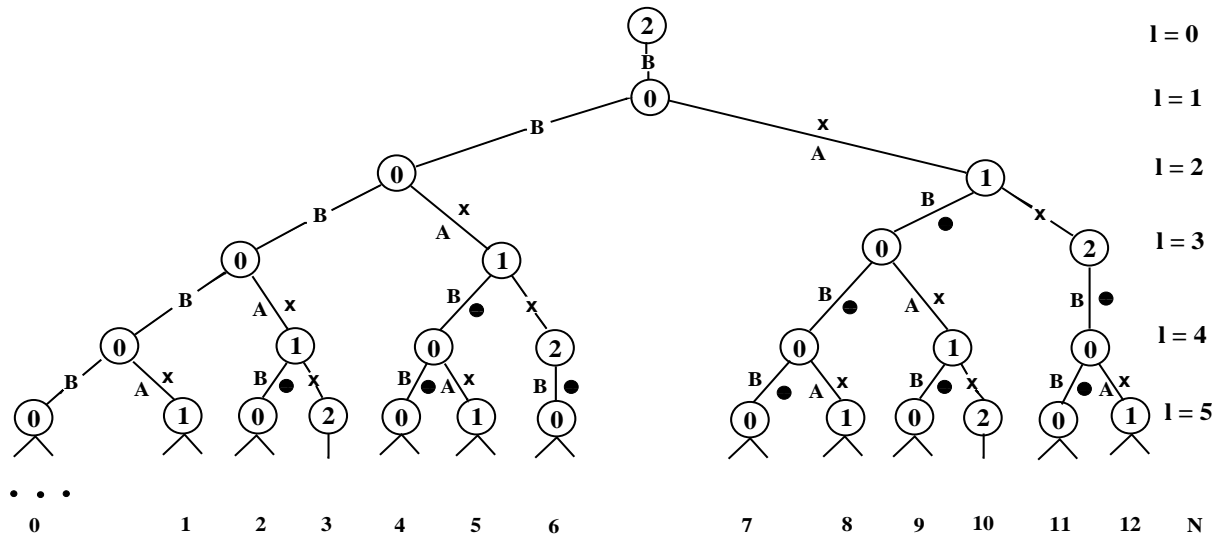 2 l = 0
B
0 l = 1
B x A
0 1 l = 2
B x A B x
0 1 0 2 l = 3
B A x B x B A x B
0 1 0 2 0 1 0 l = 4
B A x B x B A x B B A x B x B A x
0 1 0 2 0 1 0 0 1 0 2 0 1 l = 5
. . .
0 1 2 3 4 5 6 7 8 9 10 11 12 N